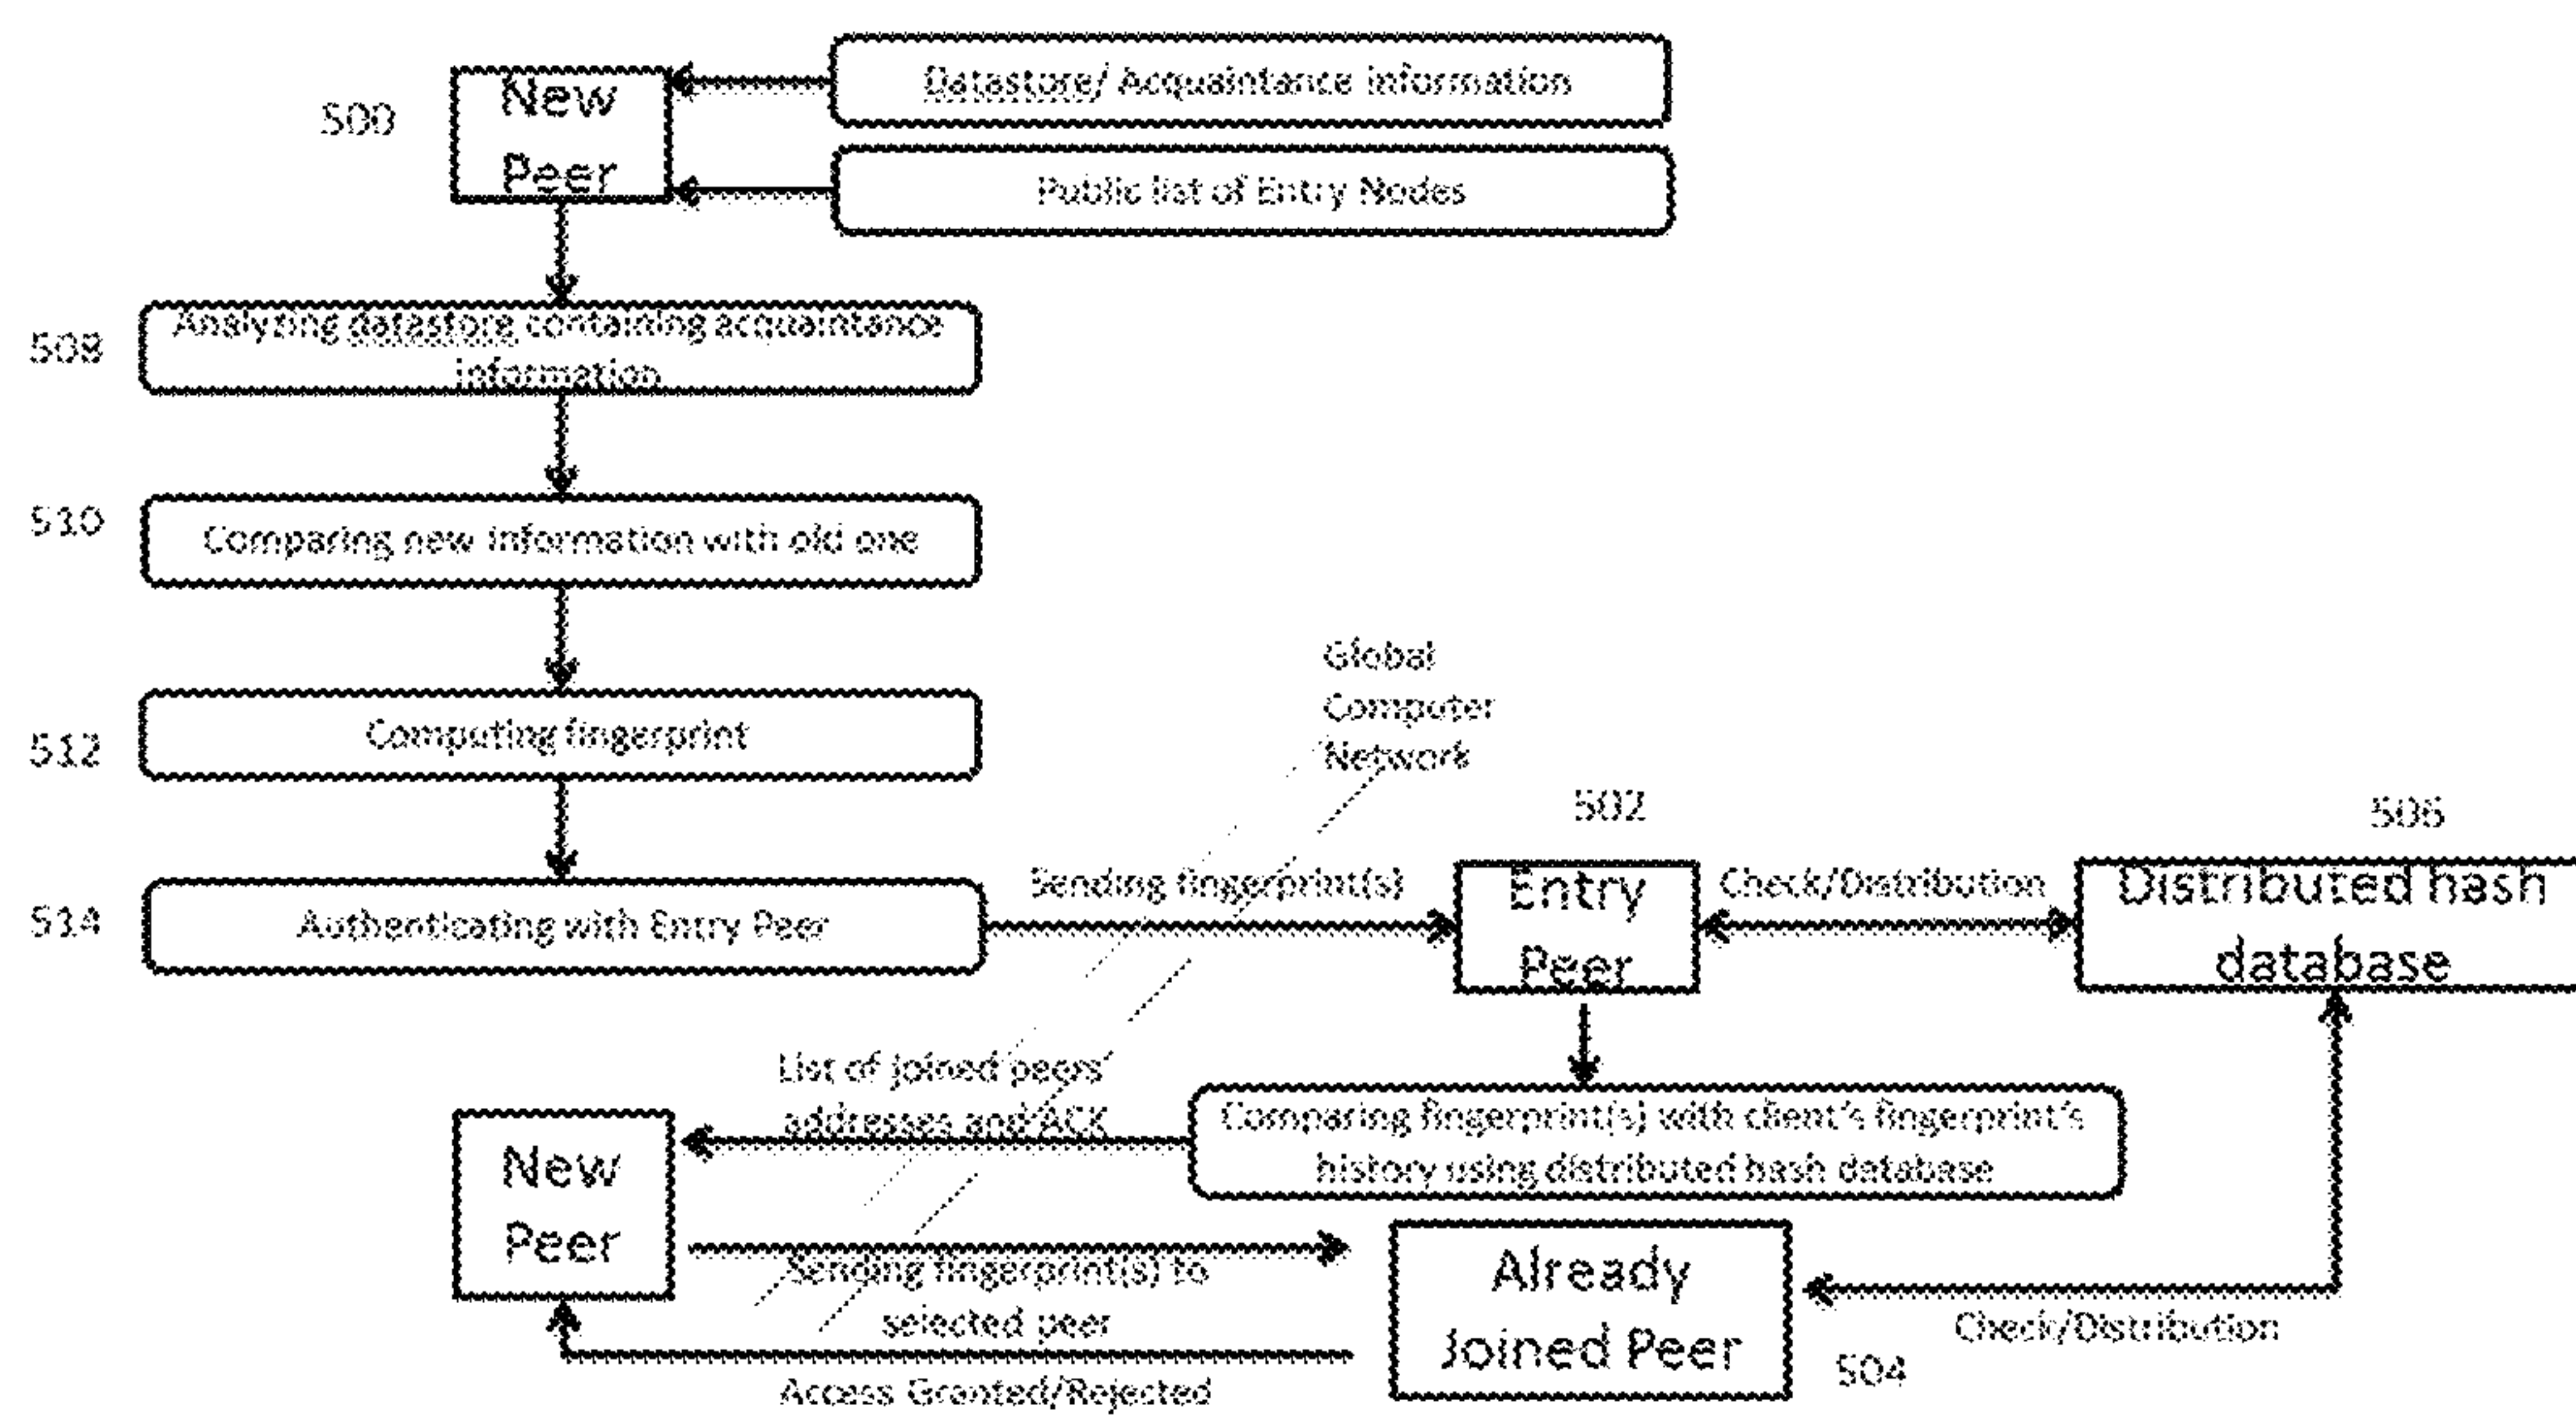 500
New
Peer
Datastore/ Acquaintance information
Public list of Entry Nodes
508
Analyzing datastore containing acquaintance
information
510
Comparing new information with old one
512
Computing fingerprint
Global
Computer
Network
514
Authenticating with Entry Peer
Sending fingerprint(s)
502
Entry
Peer
Check/Distribution
506
Distributed hash
database
List of joined peers'
addresses and ACK
Comparing fingerprint(s) with client's fingerprint's
history using distributed hash database
New
Peer
Sending fingerprint(s) to
selected peer
Access Granted/Rejected
Already
Joined Peer
504
Check/Distribution